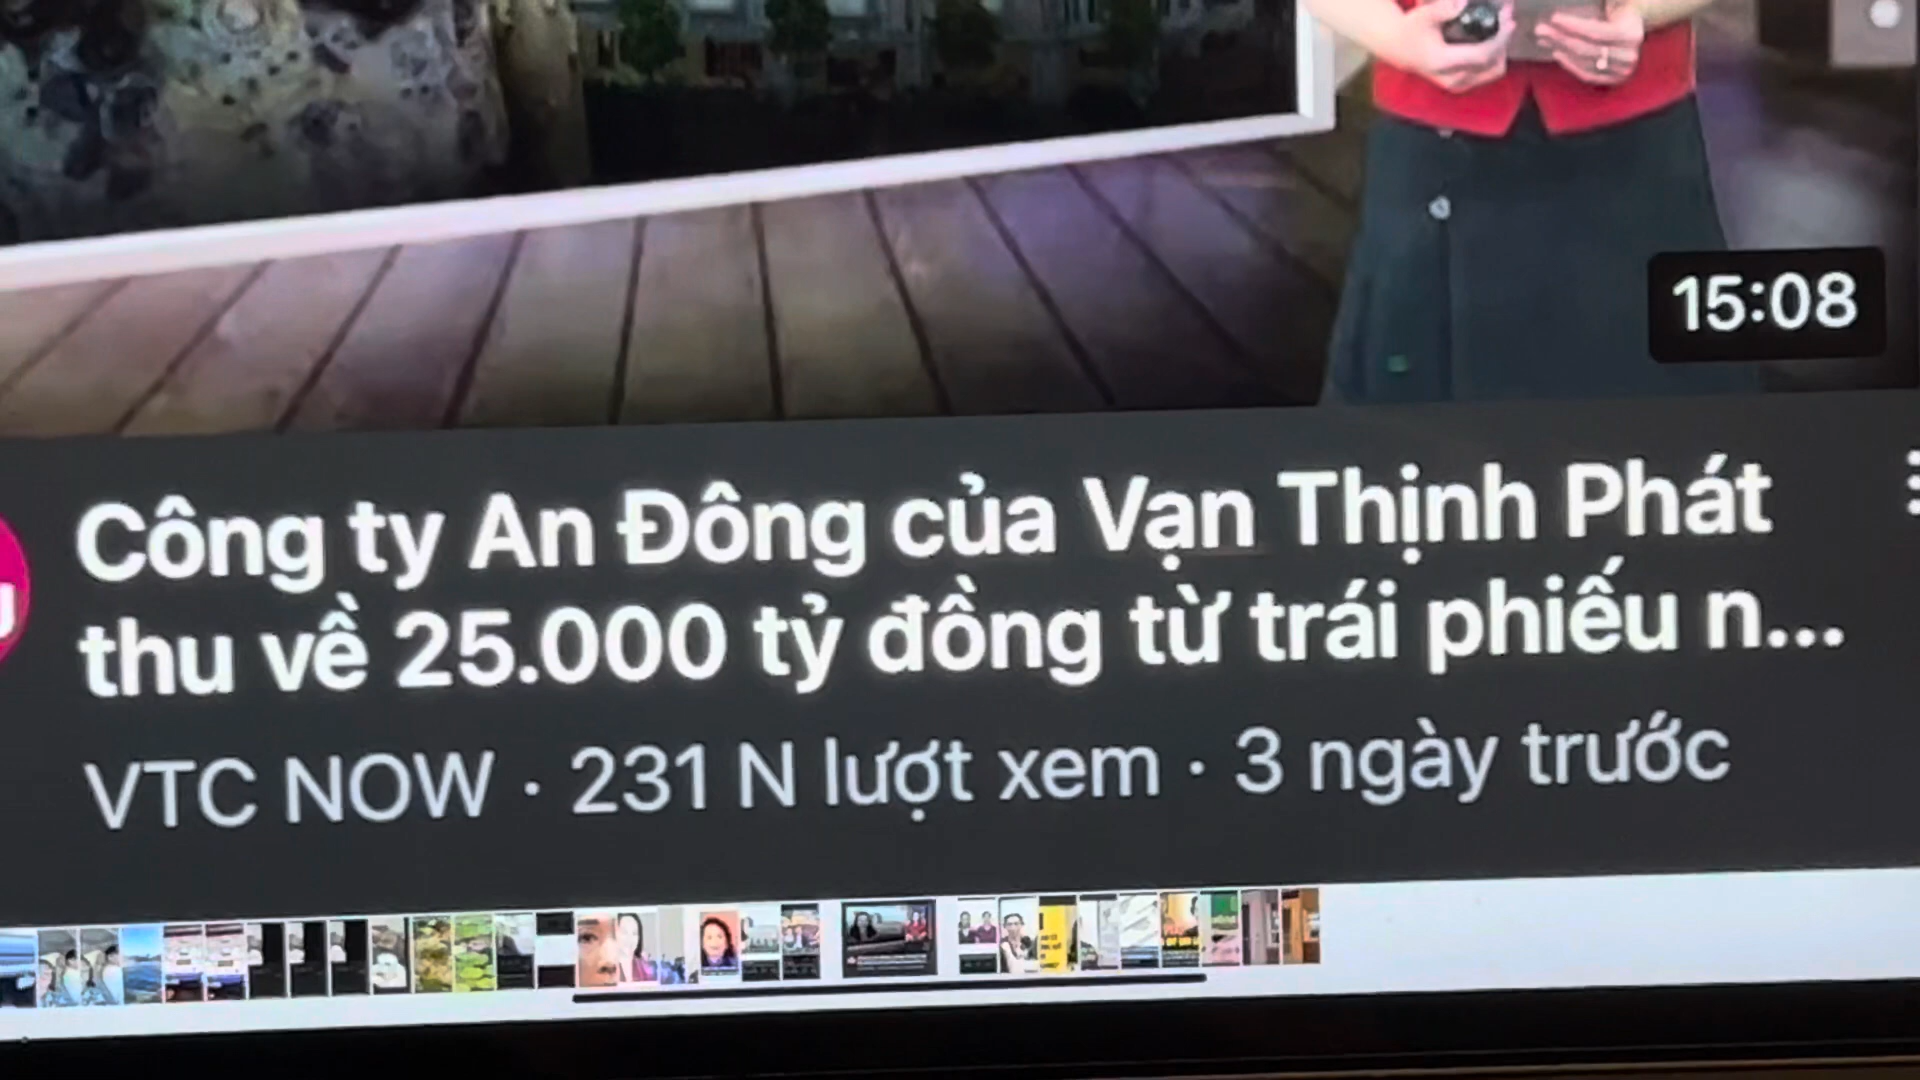 15:08
Công ty An Đông của Vạn Thịnh Phát
thu về 25.000 tỷ đồng từ trái phiếu n...
VTC NOW · 231 N lượt xem · 3 ngày trước